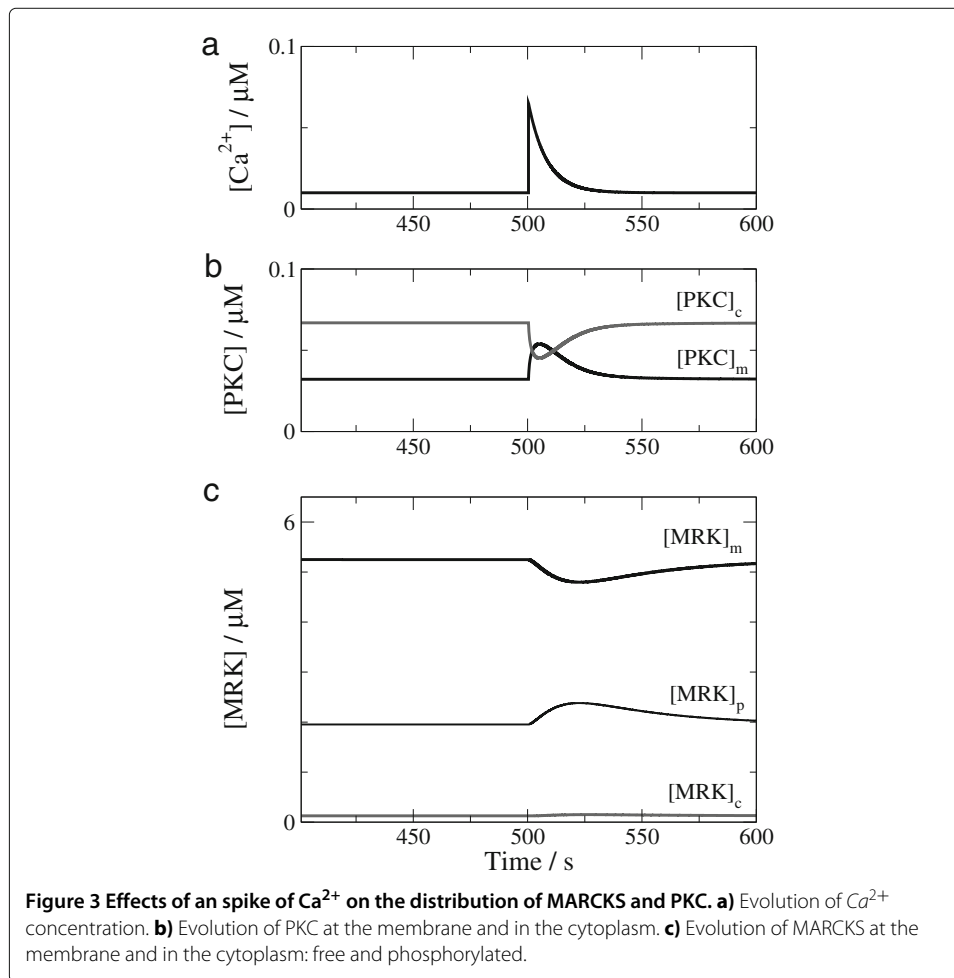 a
0.1
[Ca2+] / μM
0
450 500 550 600
b
0.1
[PKC]c
[PKC] / μM
[PKC]m
0
450 500 550 600
c
6
[MRK]m
3
[MRK] / μM
[MRK]p
[MRK]c
0
450 500 550 600
Time / s
Figure 3 Effects of an spike of Ca2+ on the distribution of MARCKS and PKC. a) Evolution of Ca2+
concentration. b) Evolution of PKC at the membrane and in the cytoplasm. c) Evolution of MARCKS at the
membrane and in the cytoplasm: free and phosphorylated.